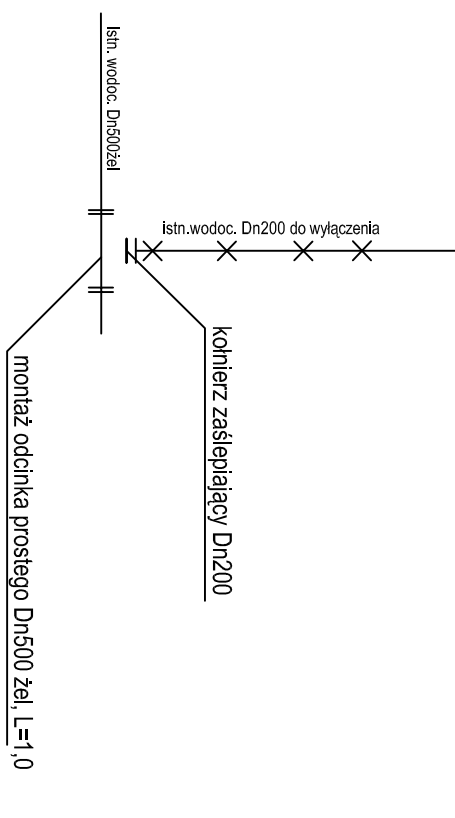 Istn. wodoc. Dn500żel
istn.wodoc. Dn200 do wyłączenia
kołnierz zaślepiający Dn200
montaż odcinka prostego Dn500 żel, L=1,0